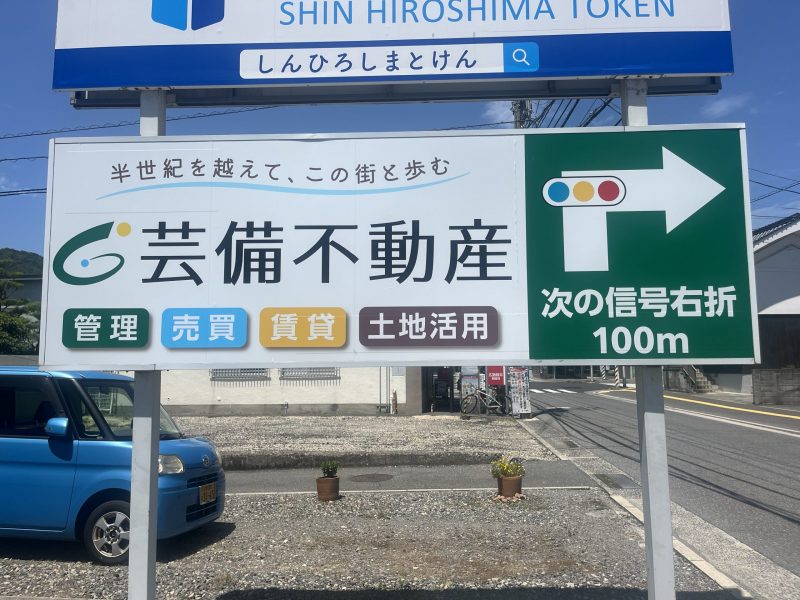 SHIN HIROSHIMA TOKEN
しんひろしまとけん
半世紀を越えて、この街と歩む
芸備不動産
管理 売買 賃貸 土地活用
次の信号右折
100m